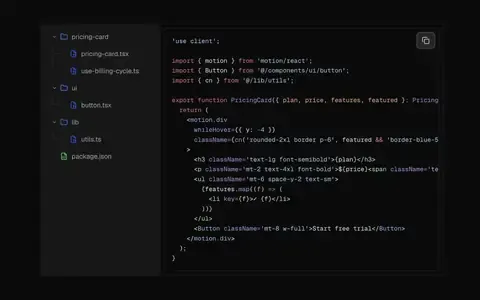 pricing-card
pricing-card.tsx
use-billing-cycle.ts
ui
button.tsx
lib
utils.ts
package.json
'use client';
import { motion } from 'motion/react';
import { Button } from '@/components/ui/button';
import { cn } from '@/lib/utils';
export function PricingCard({ plan, price, features, featured }: Pricing
return (
<motion.div
whileHover={{ y: -4 }}
className={cn('rounded-2xl border p-6', featured && 'border-blue-5
>
<h3 className='text-lg font-semibold'>{plan}</h3>
<p className='mt-2 text-4xl font-bold'>${price}<span className='te
<ul className='mt-6 space-y-2 text-sm'>
{features.map((f) => (
<li key={f}>✓ {f}</li>
))}
</ul>
<Button className='mt-8 w-full'>Start free trial</Button>
</motion.div>
);
}